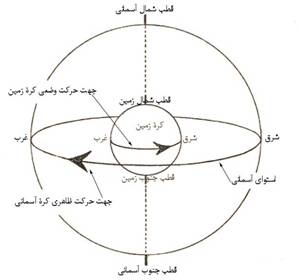 قطب شمال آسمانی
جهت حرکت وضعی کرهٔ زمین
قطب شمال زمین
کرهٔ زمین
شرق
شرق
غرب
غرب
قطب جنوب زمین
استوای آسمانی
جهت حرکت ظاهری کرهٔ آسمانی
قطب جنوب آسمانی